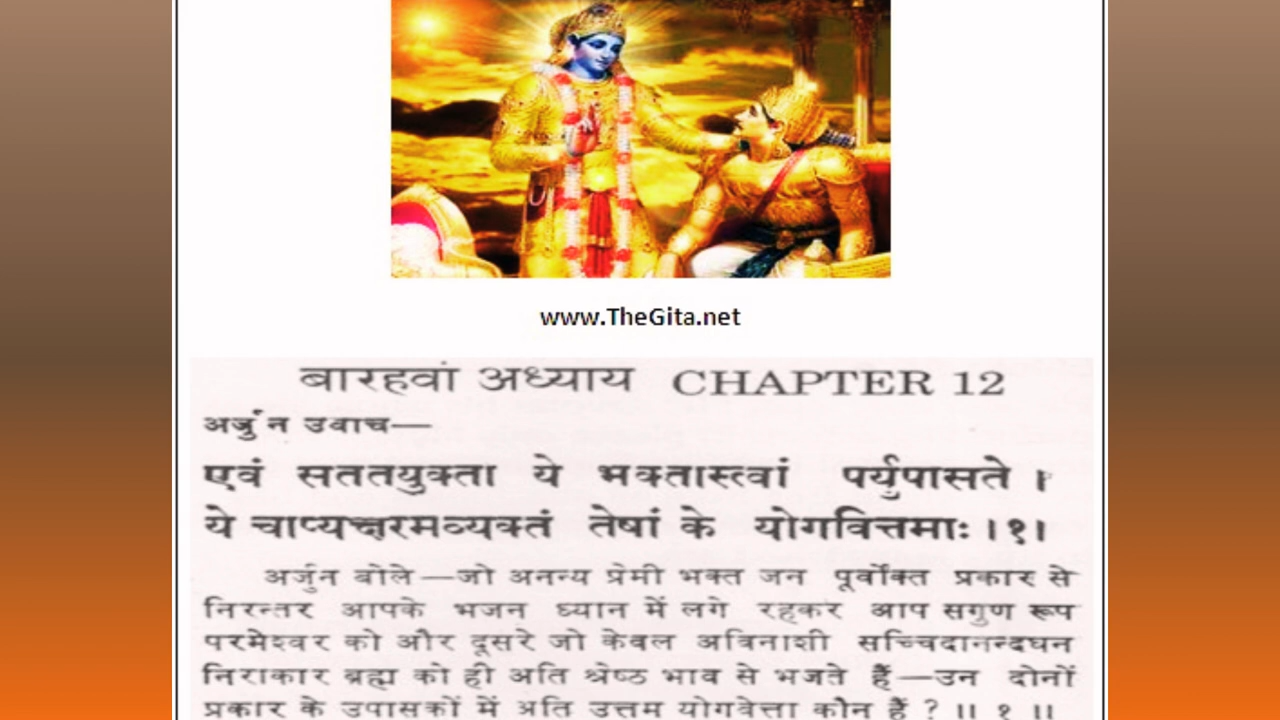 www.TheGita.net
बारहवां अध्याय CHAPTER 12
अर्जुन उवाच—
एवं सततयुक्ता ये भक्तास्त्वां पर्युपासते ।
ये चाप्यक्षरमव्यक्तं तेषां के योगवित्तमाः ।१।
अर्जुन बोले—जो अनन्य प्रेमी भक्त जन पूर्वोक्त प्रकार से
निरन्तर आपके भजन ध्यान में लगे रहकर आप सगुण रूप
परमेश्वर को और दूसरे जो केवल अविनाशी सच्चिदानन्दघन
निराकार ब्रह्म को ही अति श्रेष्ठ भाव से भजते हैं—उन दोनों
प्रकार के उपासकों में अति उत्तम योगवेत्ता कौन हैं ? ॥ १ ॥